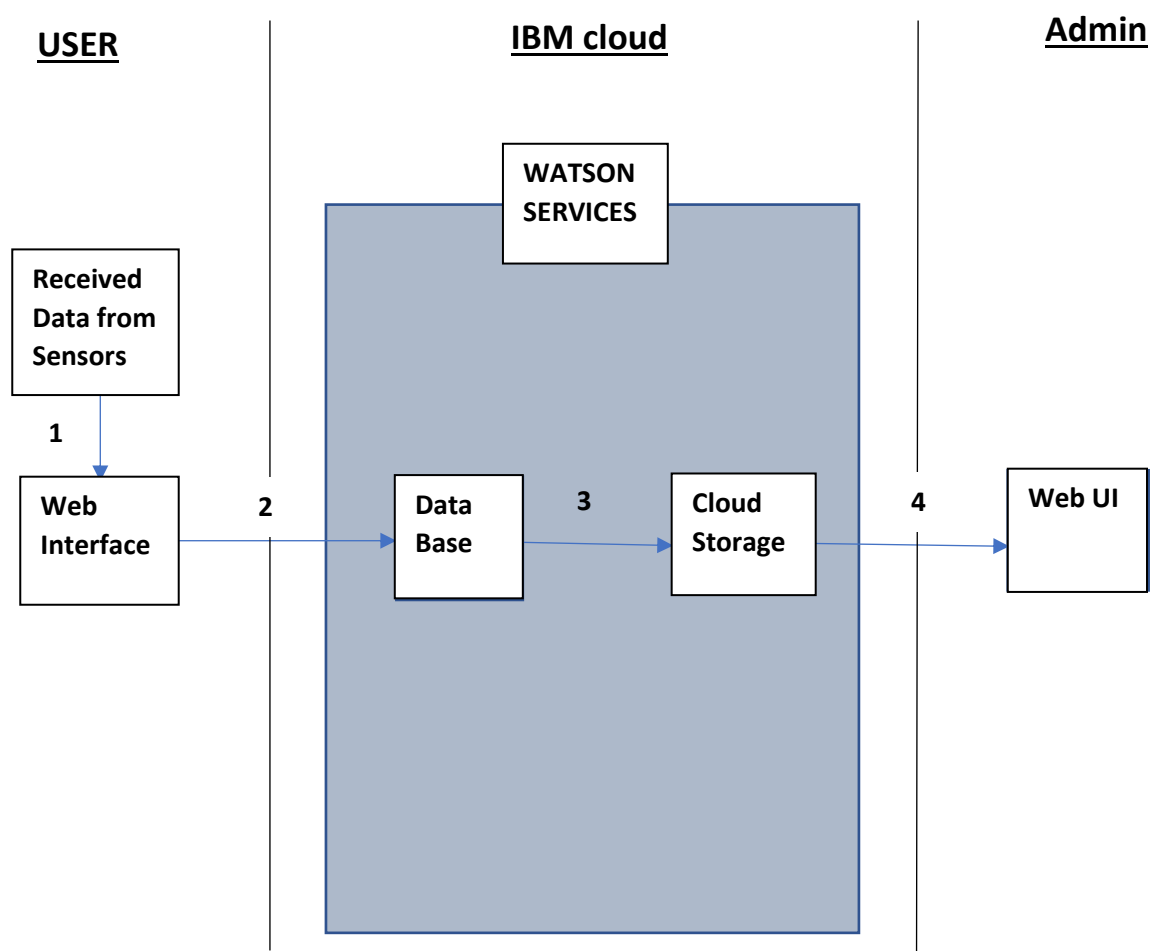 USER
IBM cloud
Admin
WATSON
SERVICES
Received
Data from
Sensors
1
Web
Interface
2
Data
Base
3
Cloud
Storage
4
Web UI